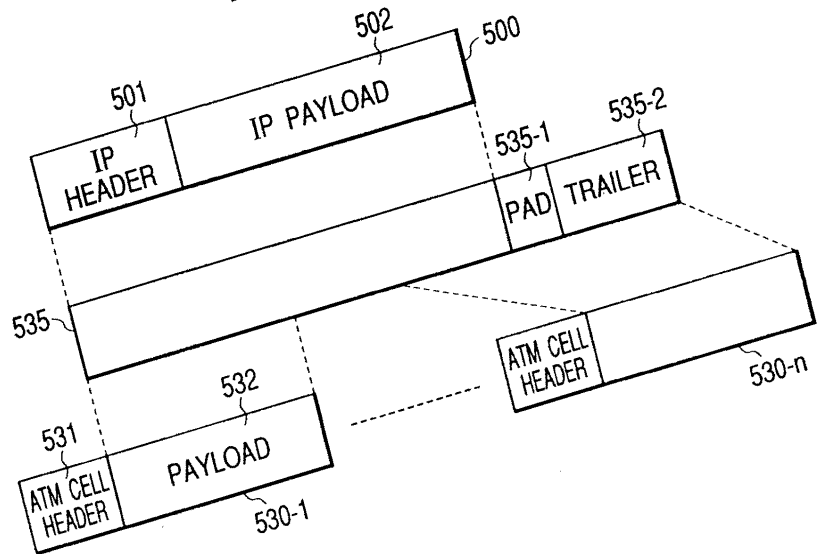 502
500
501
IP PAYLOAD
IP
HEADER
535-2
535-1
TRAILER
PAD
535
ATM CELL
HEADER
530-n
532
531
PAYLOAD
ATM CELL
HEADER
530-1